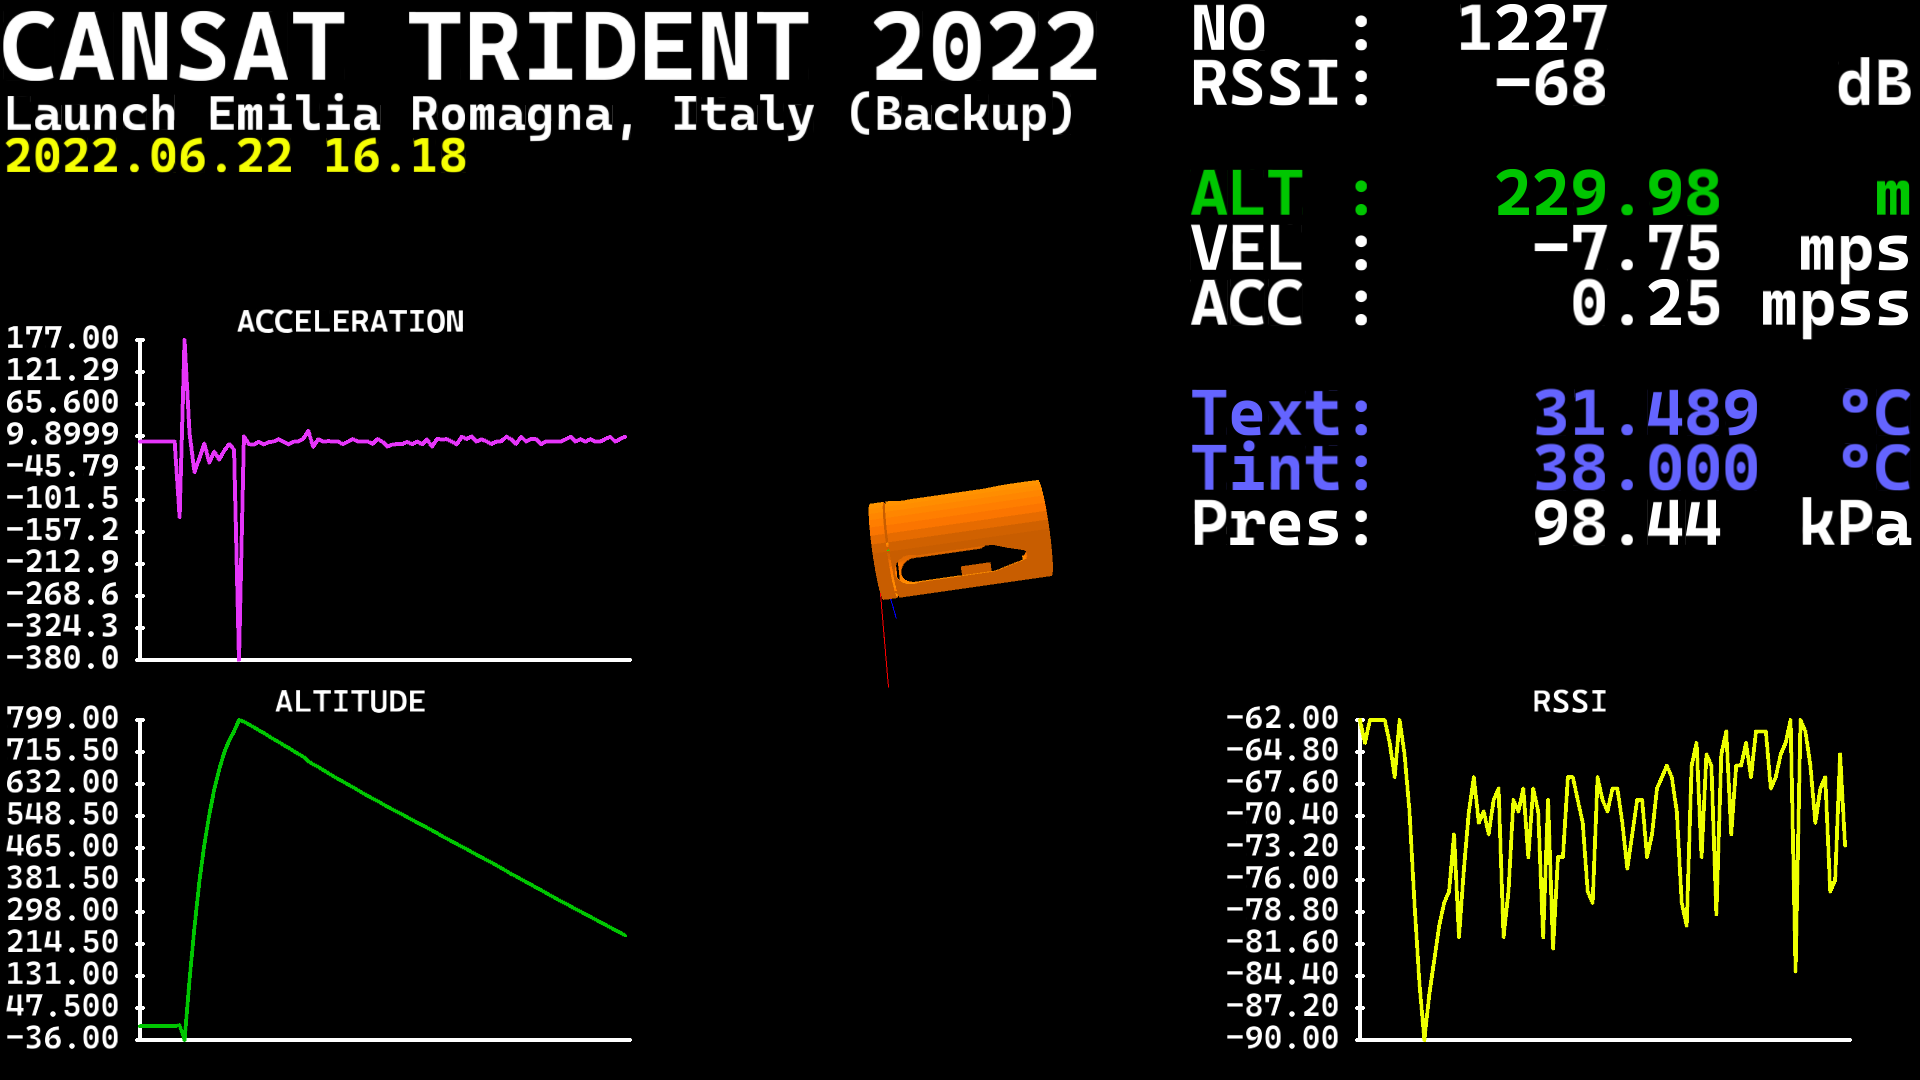 CANSAT TRIDENT 2022
Launch Emilia Romagna, Italy (Backup)
2022.06.22 16.18
NO : 1227
RSSI: -68 dB
ALT : 229.98 m
VEL : -7.75 mps
ACC : 0.25 mpss
Text: 31.489 °C
Tint: 38.000 °C
Pres: 98.44 kPa
ACCELERATION
177.00
121.29
65.600
9.8999
-45.79
-101.5
-157.2
-212.9
-268.6
-324.3
-380.0
ALTITUDE
799.00
715.50
632.00
548.50
465.00
381.50
298.00
214.50
131.00
47.500
-36.00
RSSI
-62.00
-64.80
-67.60
-70.40
-73.20
-76.00
-78.80
-81.60
-84.40
-87.20
-90.00